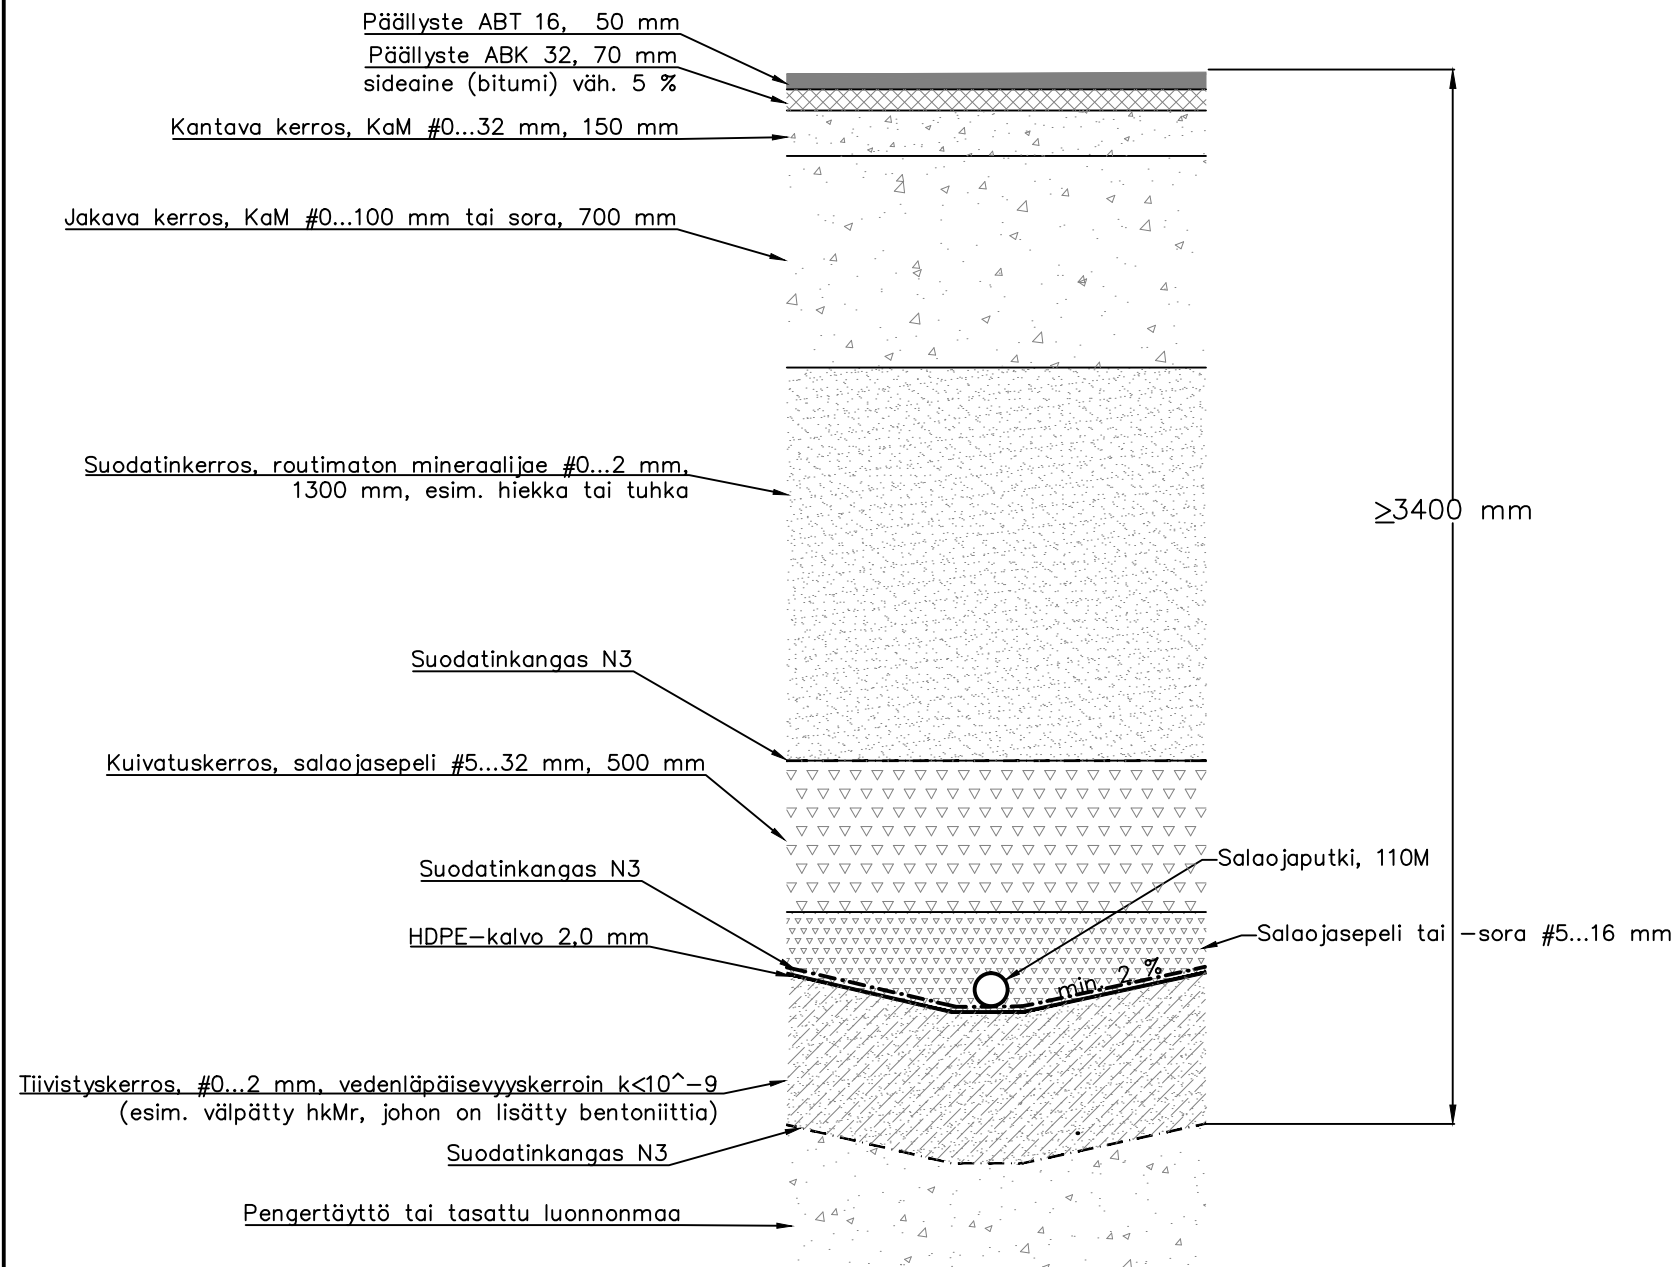 Päällyste ABT 16, 50 mm
Päällyste ABK 32, 70 mm
sideaine (bitumi) väh. 5 %
Kantava kerros, KaM #0...32 mm, 150 mm
Jakava kerros, KaM #0...100 mm tai sora, 700 mm
Suodatinkerros, routimaton mineraalijae #0...2 mm,
1300 mm, esim. hiekka tai tuhka
≥3400 mm
Suodatinkangas N3
Kuivatuskerros, salaojasepeli #5...32 mm, 500 mm
Salaojaputki, 110M
Suodatinkangas N3
HDPE-kalvo 2,0 mm
Salaojasepeli tai -sora #5...16 mm
min. 2 %
Tiivistyskerros, #0...2 mm, vedenläpäisevyyskerroin k<10^-9
(esim. välpätty hkMr, johon on lisätty bentoniittia)
Suodatinkangas N3
Pengertäyttö tai tasattu luonnonmaa